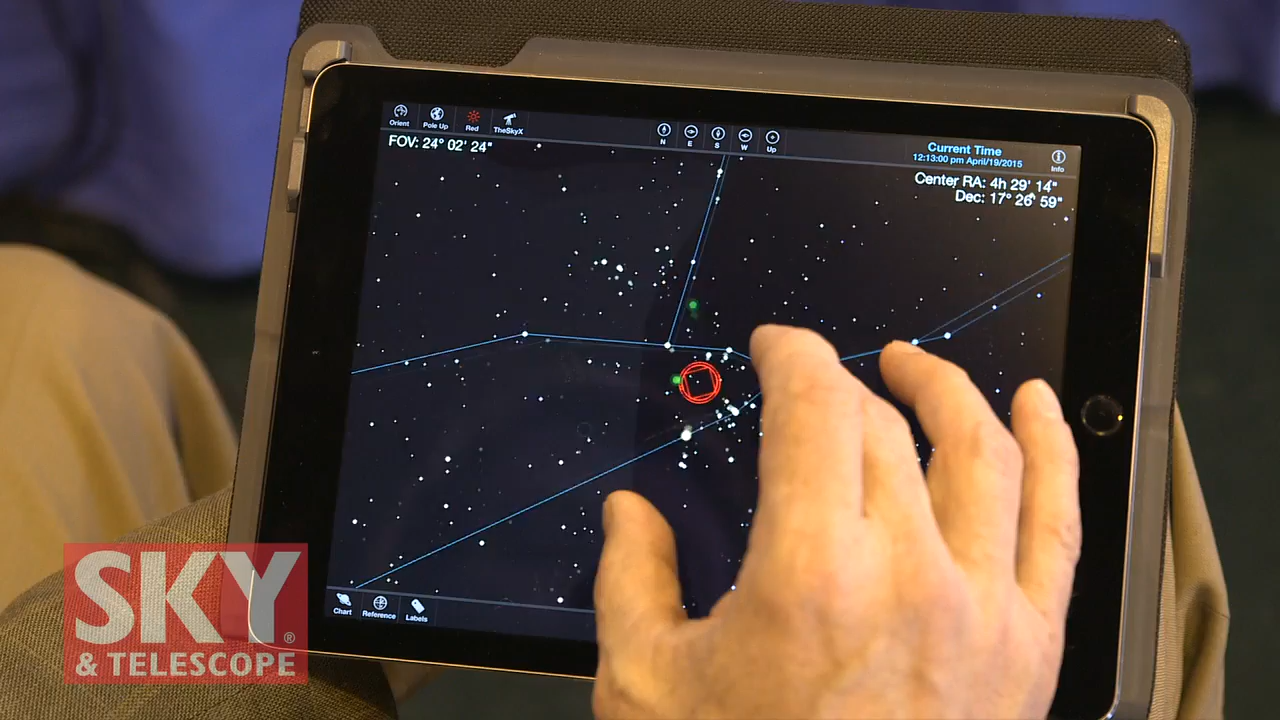 Orient
Pole Up
Red
TheSkyX
N
E
S
W
Up
Current Time
12:13:00 pm April/19/2015
Info
FOV: 24° 02' 24"
Center RA: 4h 29' 14"
Dec: 17° 26' 59"
Chart
Reference
Labels
SKY®
& TELESCOPE